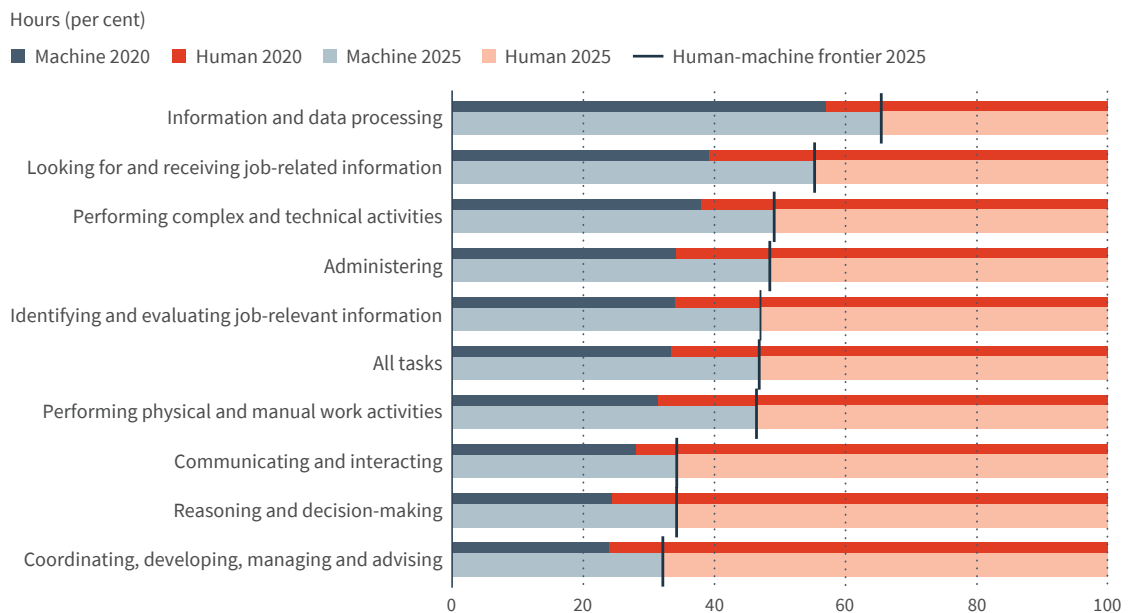 Hours (per cent)
Machine 2020 Human 2020 Machine 2025 Human 2025 Human-machine frontier 2025
Information and data processing
Looking for and receiving job-related information
Performing complex and technical activities
Administering
Identifying and evaluating job-relevant information
All tasks
Performing physical and manual work activities
Communicating and interacting
Reasoning and decision-making
Coordinating, developing, managing and advising
0 20 40 60 80 100